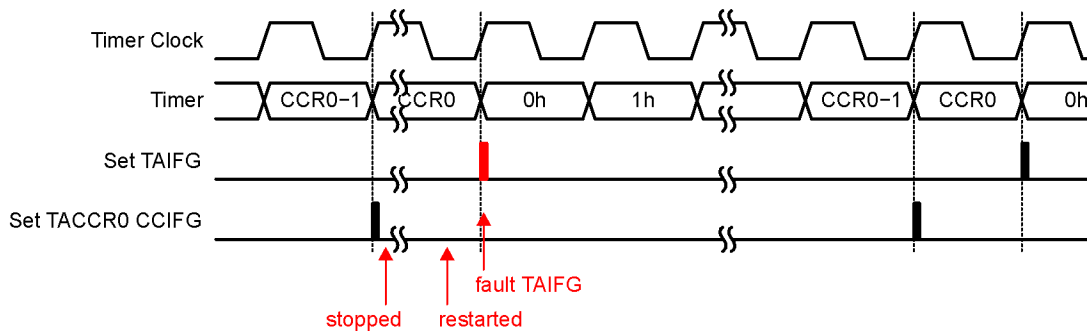 Timer Clock
Timer
CCR0−1 CCR0 0h 1h CCR0−1 CCR0 0h
Set TAIFG
Set TACCR0 CCIFG
fault TAIFG
stopped restarted